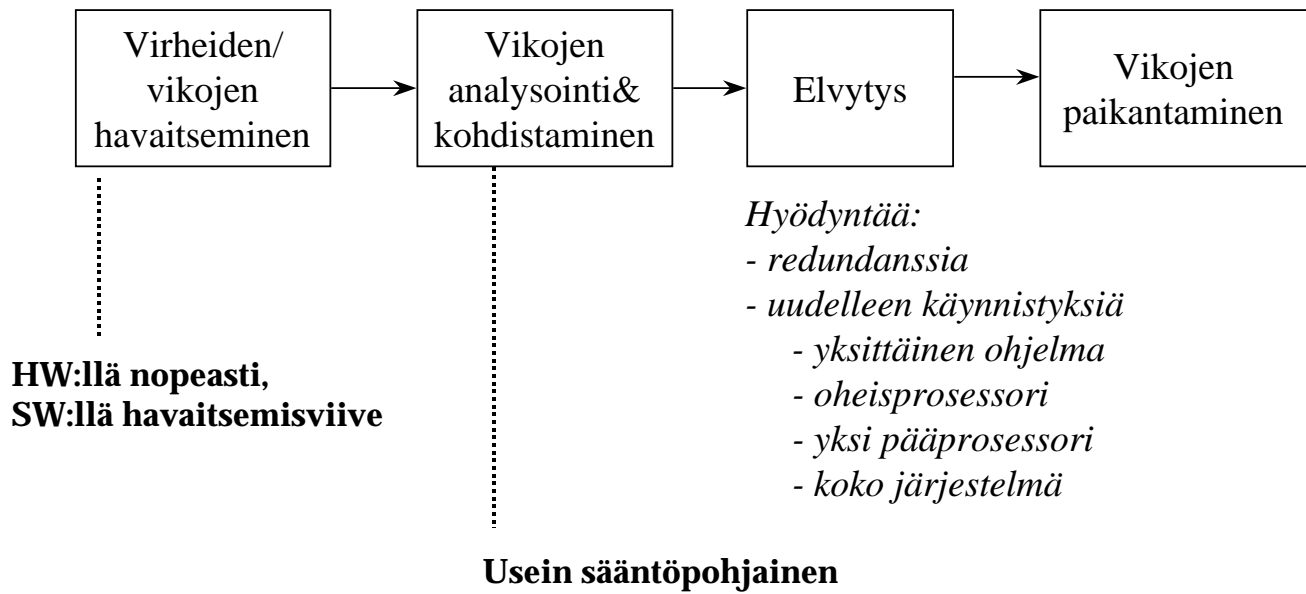 Virheiden/
vikojen
havaitseminen
Vikojen
analysointi&
kohdistaminen
Elvytys
Vikojen
paikantaminen
Hyödyntää:
- redundanssia
- uudelleen käynnistyksiä
- yksittäinen ohjelma
- oheisprosessori
- yksi pääprosessori
- koko järjestelmä
HW:llä nopeasti,
SW:llä havaitsemisviive
Usein sääntöpohjainen